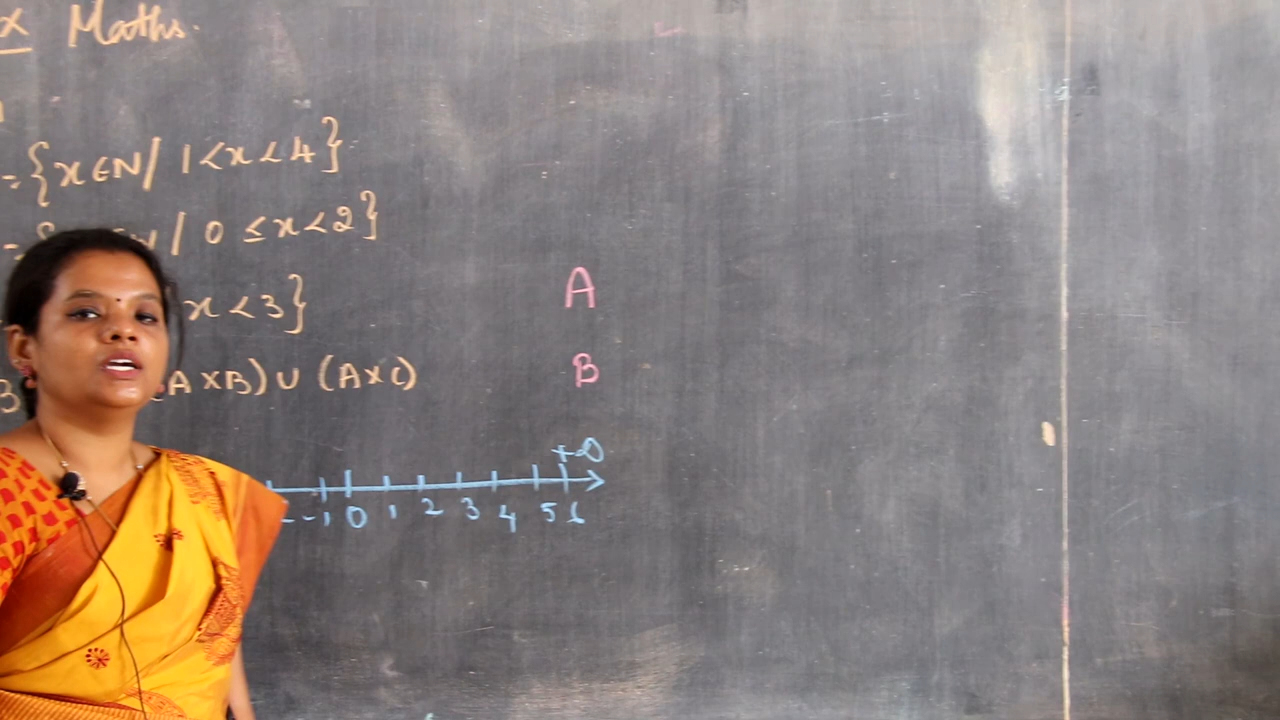 x Maths.
= {x ∈ N / 1 < x < 4}
= { W / 0 ≤ x < 2}
x < 3}
A
B
B (A x B) ∪ (A x C)
+∞
-1 0 1 2 3 4 5 6